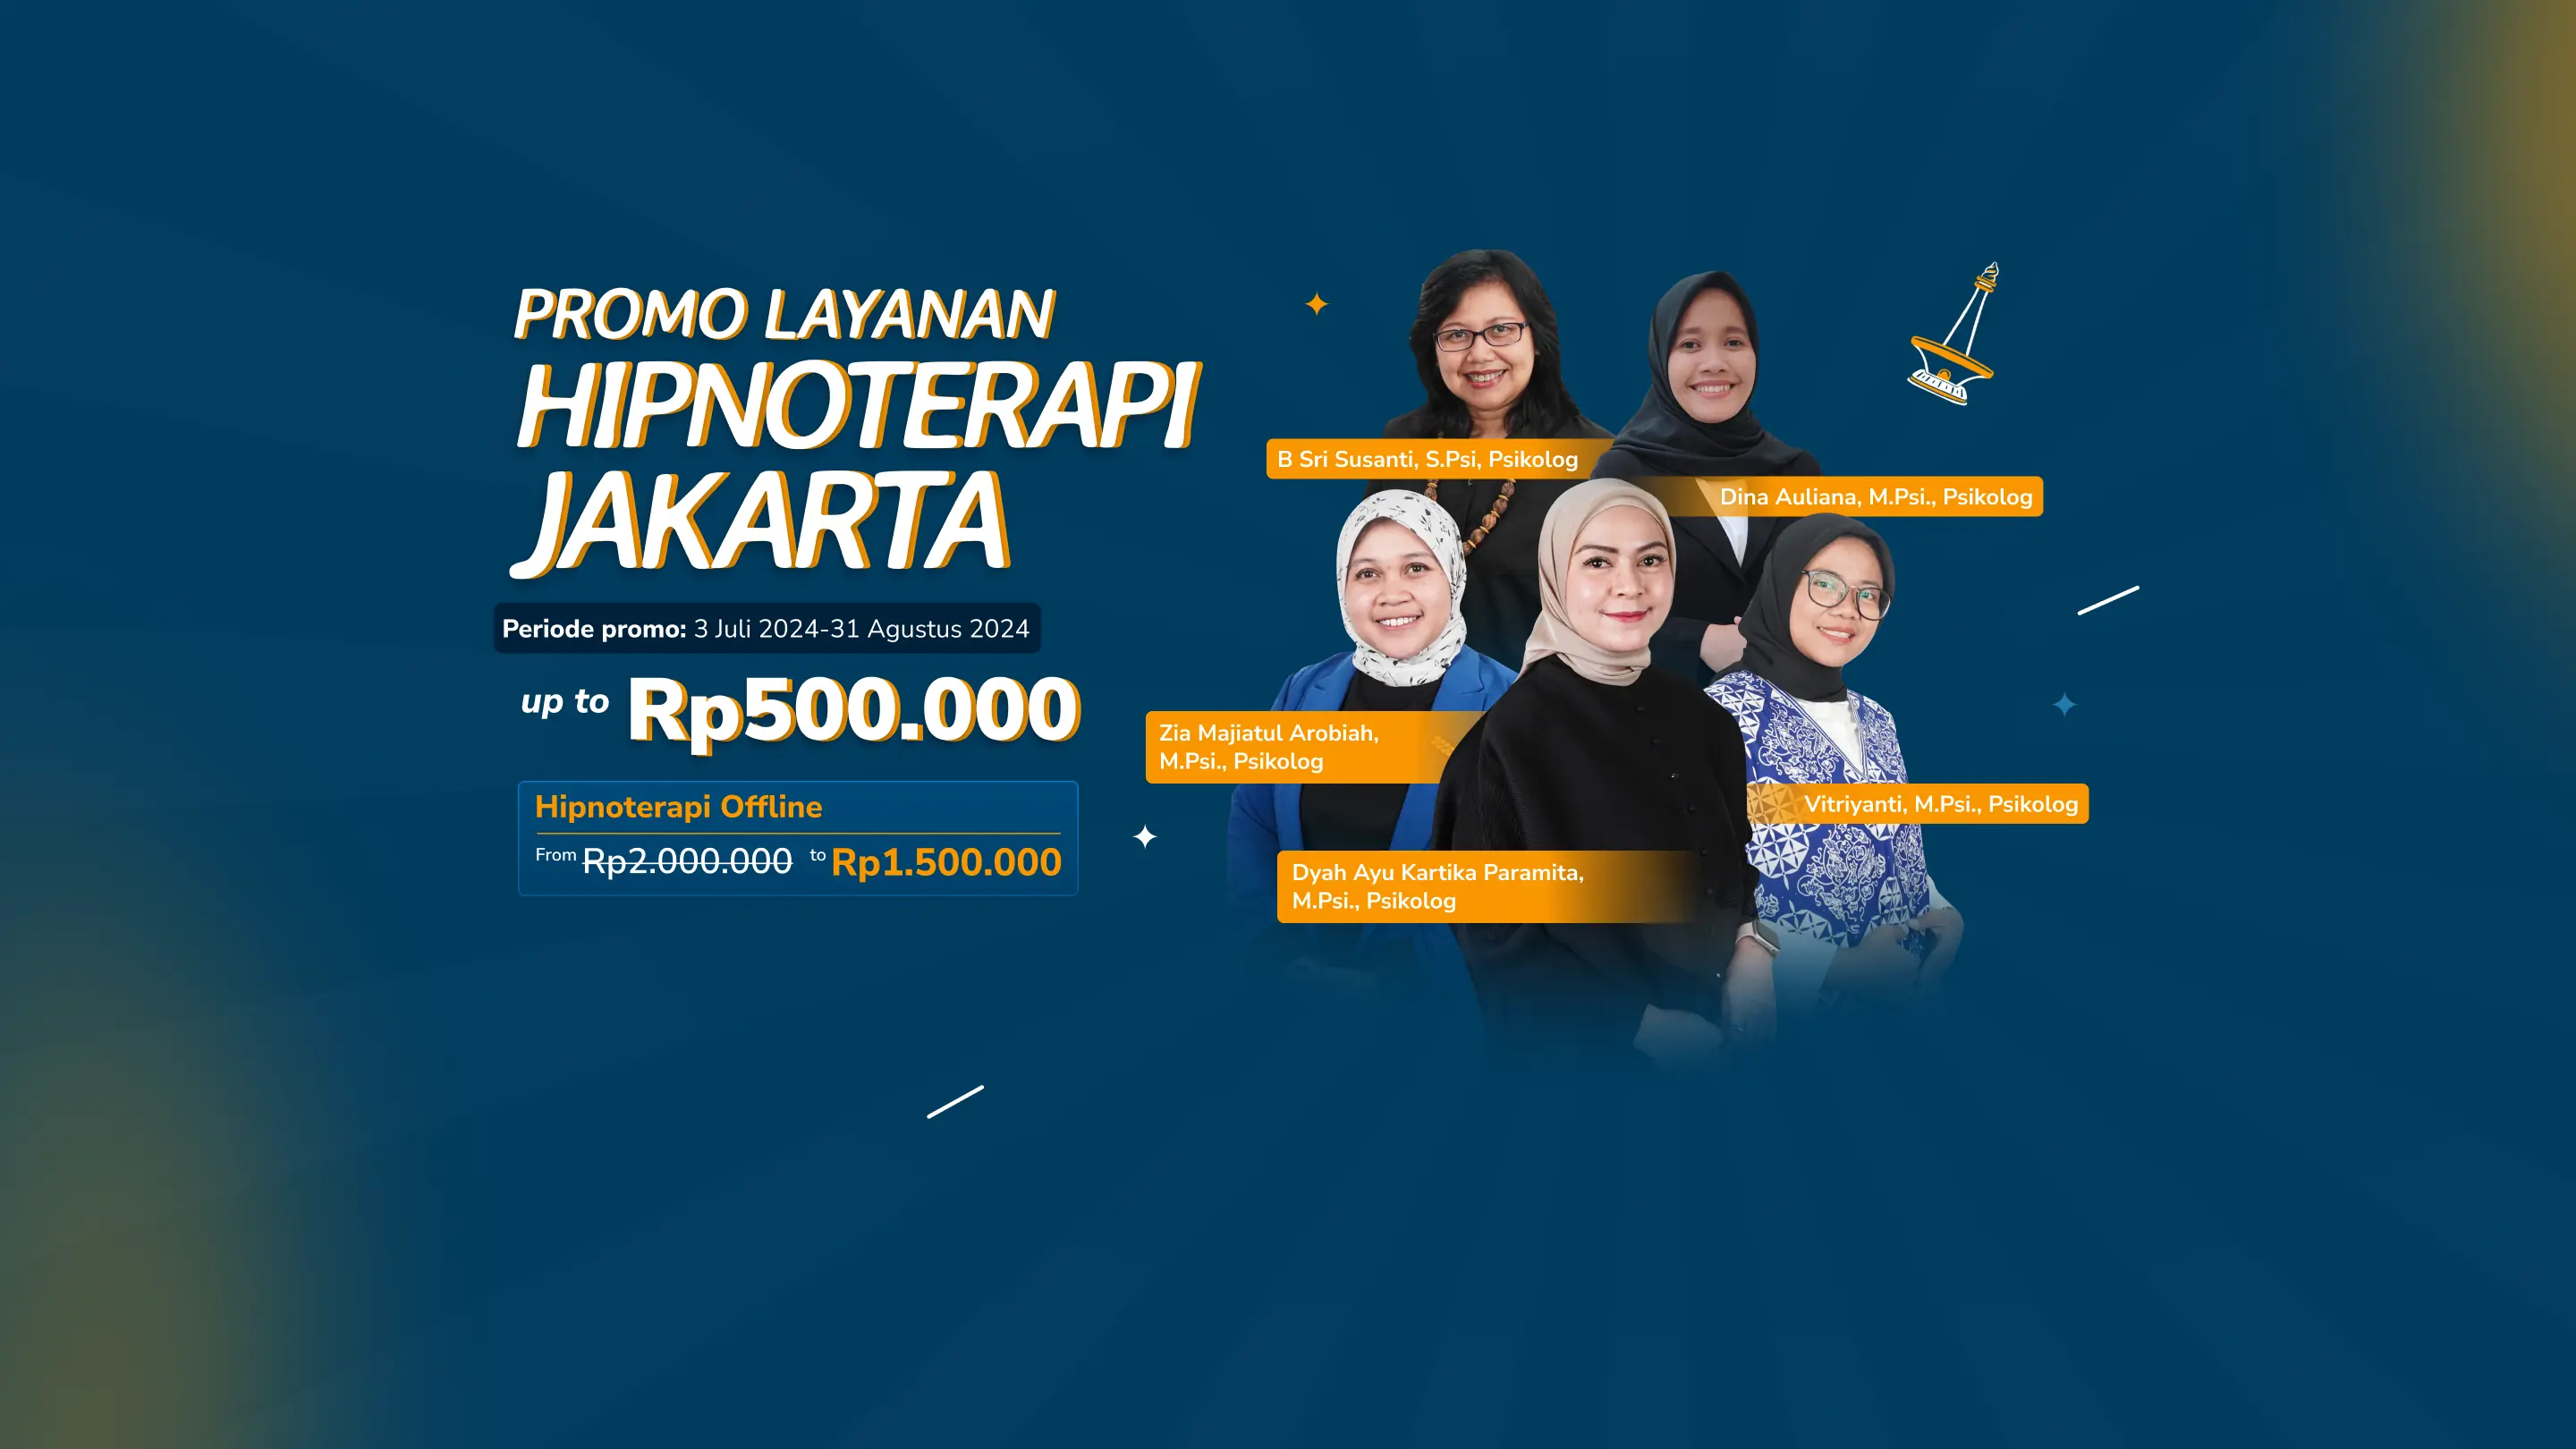 PROMO LAYANAN
HIPNOTERAPI
JAKARTA
Periode promo: 3 Juli 2024-31 Agustus 2024
up to Rp500.000
Hipnoterapi Offline
From Rp2.000.000 to Rp1.500.000
B Sri Susanti, S.Psi, Psikolog
Dina Auliana, M.Psi., Psikolog
Zia Majiatul Arobiah,
M.Psi., Psikolog
Vitriyanti, M.Psi., Psikolog
Dyah Ayu Kartika Paramita,
M.Psi., Psikolog